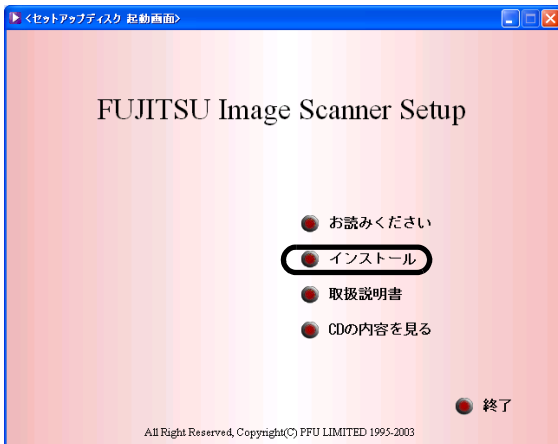 <セットアップディスク 起動画面>
FUJITSU Image Scanner Setup
お読みください
インストール
取扱説明書
CDの内容を見る
終了
All Right Reserved, Copyright(C) PFU LIMITED 1995-2003